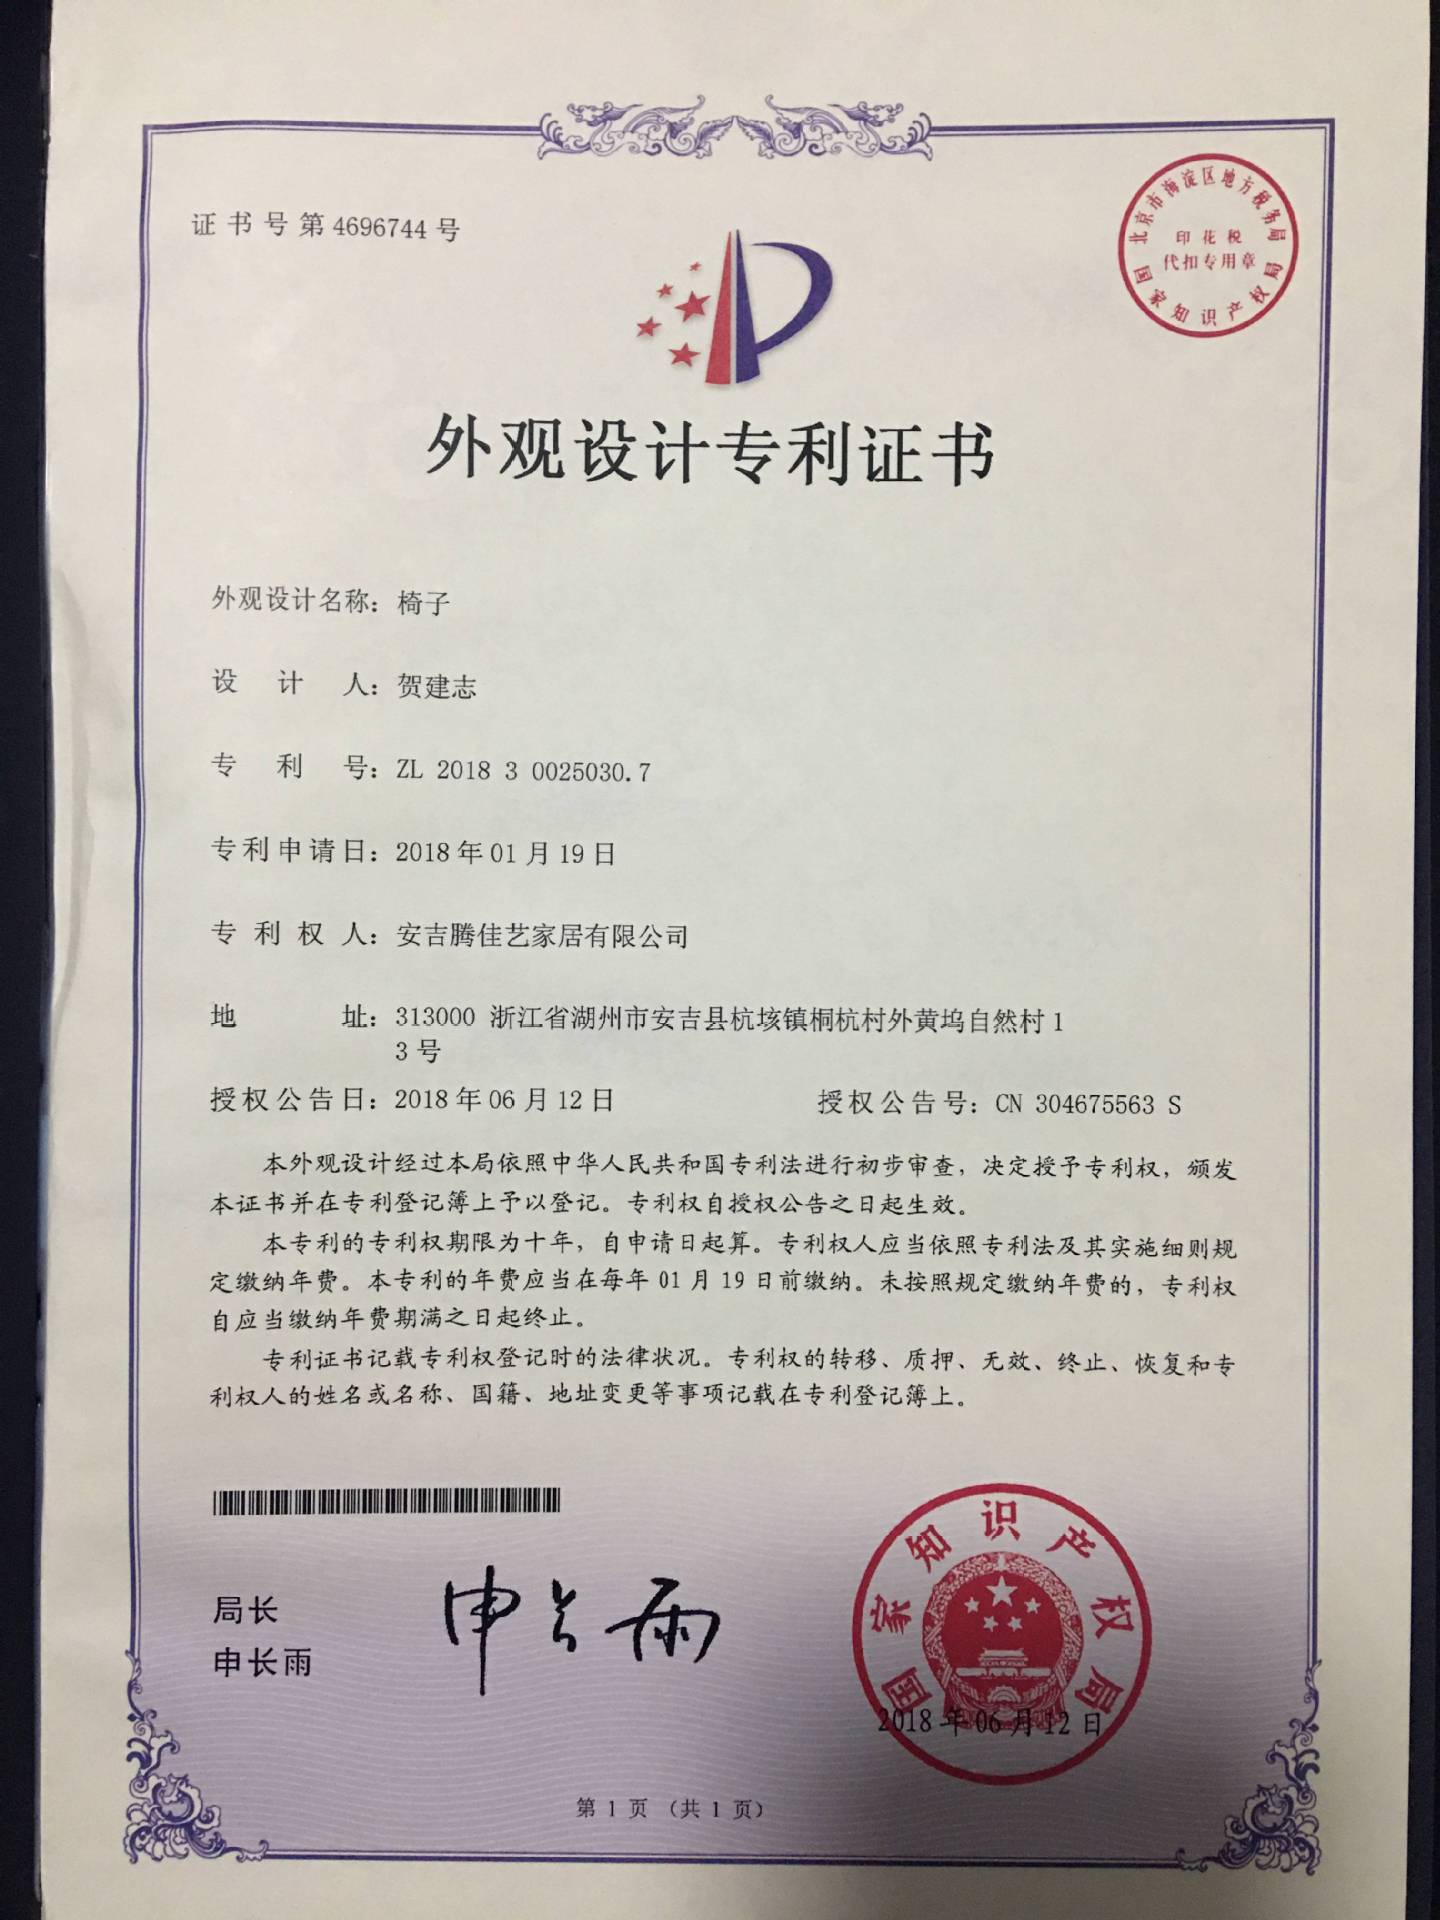 证书号第4696744号
北京市海淀区地方税务局
印花税
代扣专用章
国家知识产权局
外观设计专利证书
外观设计名称：椅子
设计人：贺建志
专利号：ZL 2018 3 0025030.7
专利申请日：2018年01月19日
专利权人：安吉腾佳艺家居有限公司
地址：313000 浙江省湖州市安吉县杭垓镇桐杭村外黄坞自然村1
3号
授权公告日：2018年06月12日
授权公告号：CN 304675563 S
本外观设计经过本局依照中华人民共和国专利法进行初步审查，决定授予专利权，颁发
本证书并在专利登记簿上予以登记。专利权自授权公告之日起生效。
本专利的专利权期限为十年，自申请日起算。专利权人应当依照专利法及其实施细则规
定缴纳年费。本专利的年费应当在每年01月19日前缴纳。未按照规定缴纳年费的，专利权
自应当缴纳年费期满之日起终止。
专利证书记载专利权登记时的法律状况。专利权的转移、质押、无效、终止、恢复和专
利权人的姓名或名称、国籍、地址变更等事项记载在专利登记簿上。
局长
申长雨
申长雨
国家知识产权局
2018年06月12日
第1页（共1页）